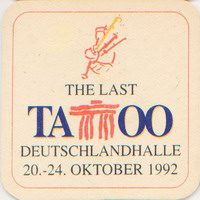 THE LAST
TATTOO
DEUTSCHLANDHALLE
20.-24. OKTOBER 1992